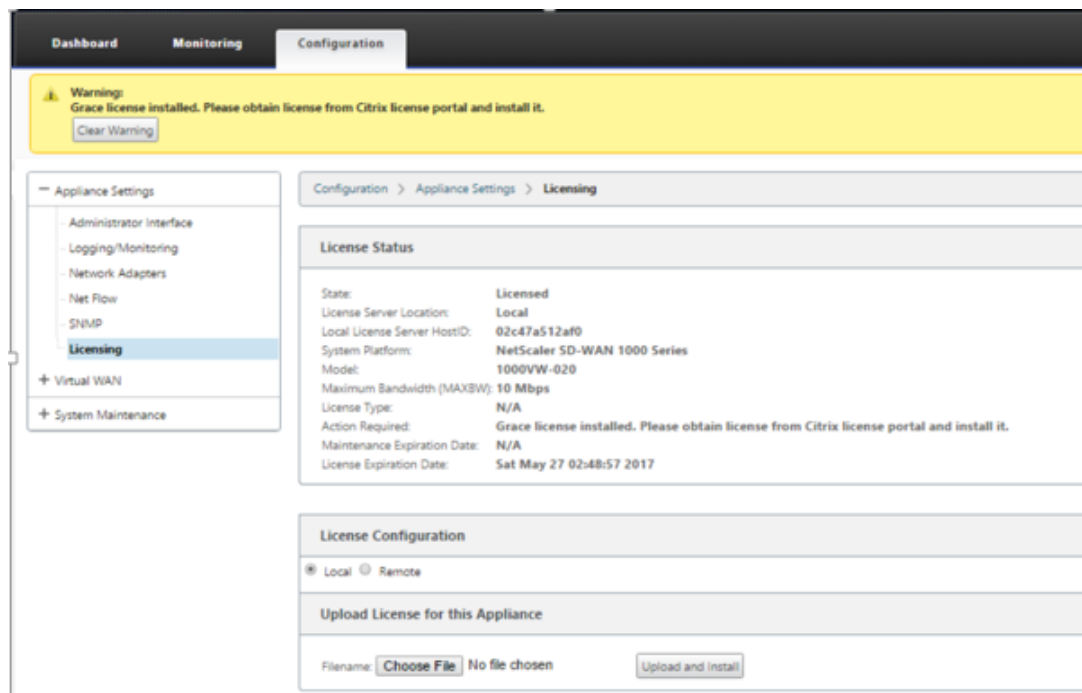 Dashboard Monitoring Configuration
Warning:
Grace license installed. Please obtain license from Citrix license portal and install it.
Clear Warning
Appliance Settings
Administrator Interface
Logging/Monitoring
Network Adapters
Net Flow
SNMP
Licensing
Virtual WAN
System Maintenance
Configuration > Appliance Settings > Licensing
License Status
State: Licensed
License Server Location: Local
Local License Server HostID: 02c47a512af0
System Platform: NetScaler SD-WAN 1000 Series
Model: 1000VW-020
Maximum Bandwidth (MAXBW): 10 Mbps
License Type: N/A
Action Required: Grace license installed. Please obtain license from Citrix license portal and install it.
Maintenance Expiration Date: N/A
License Expiration Date: Sat May 27 02:48:57 2017
License Configuration
Local Remote
Upload License for this Appliance
Filename: Choose File No file chosen Upload and Install